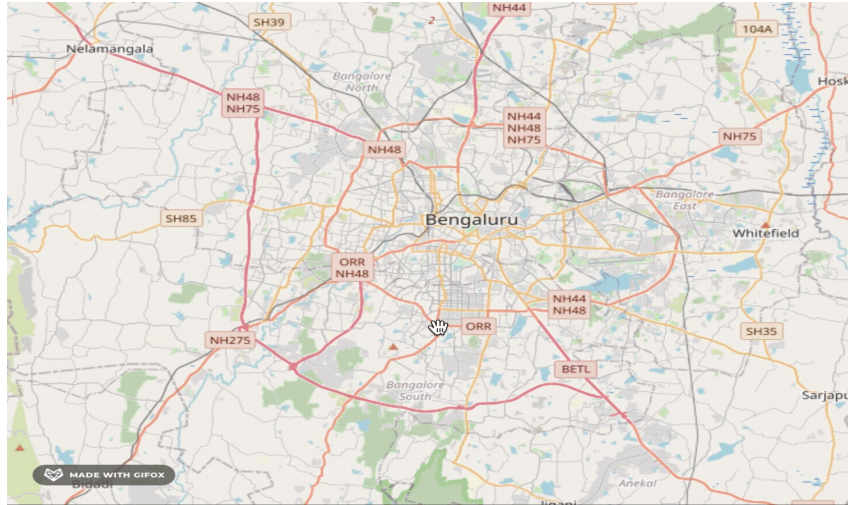 NH44
SH39
2
104A
Nelamangala
Bangalore
North
Hosk
NH48
NH75
NH44
NH48
NH75
NH75
NH48
Bangalore
East
SH85
Bengaluru
Whitefield
ORR
NH48
NH44
NH48
ORR
SH35
NH275
BETL
Bangalore
South
Sarjapu
MADE WITH GIFOX
Bidadi
Anekal
Jigani